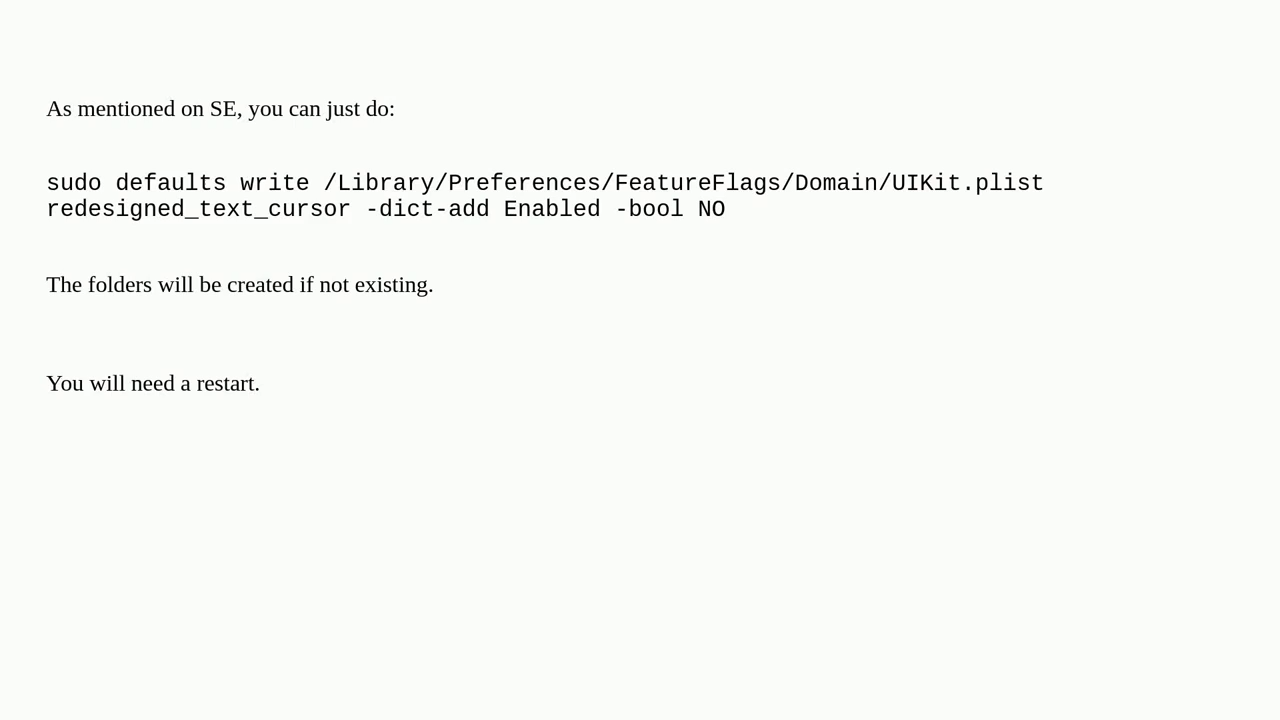 As mentioned on SE, you can just do:
sudo defaults write /Library/Preferences/FeatureFlags/Domain/UIKit.plist
redesigned_text_cursor -dict-add Enabled -bool NO
The folders will be created if not existing.
You will need a restart.